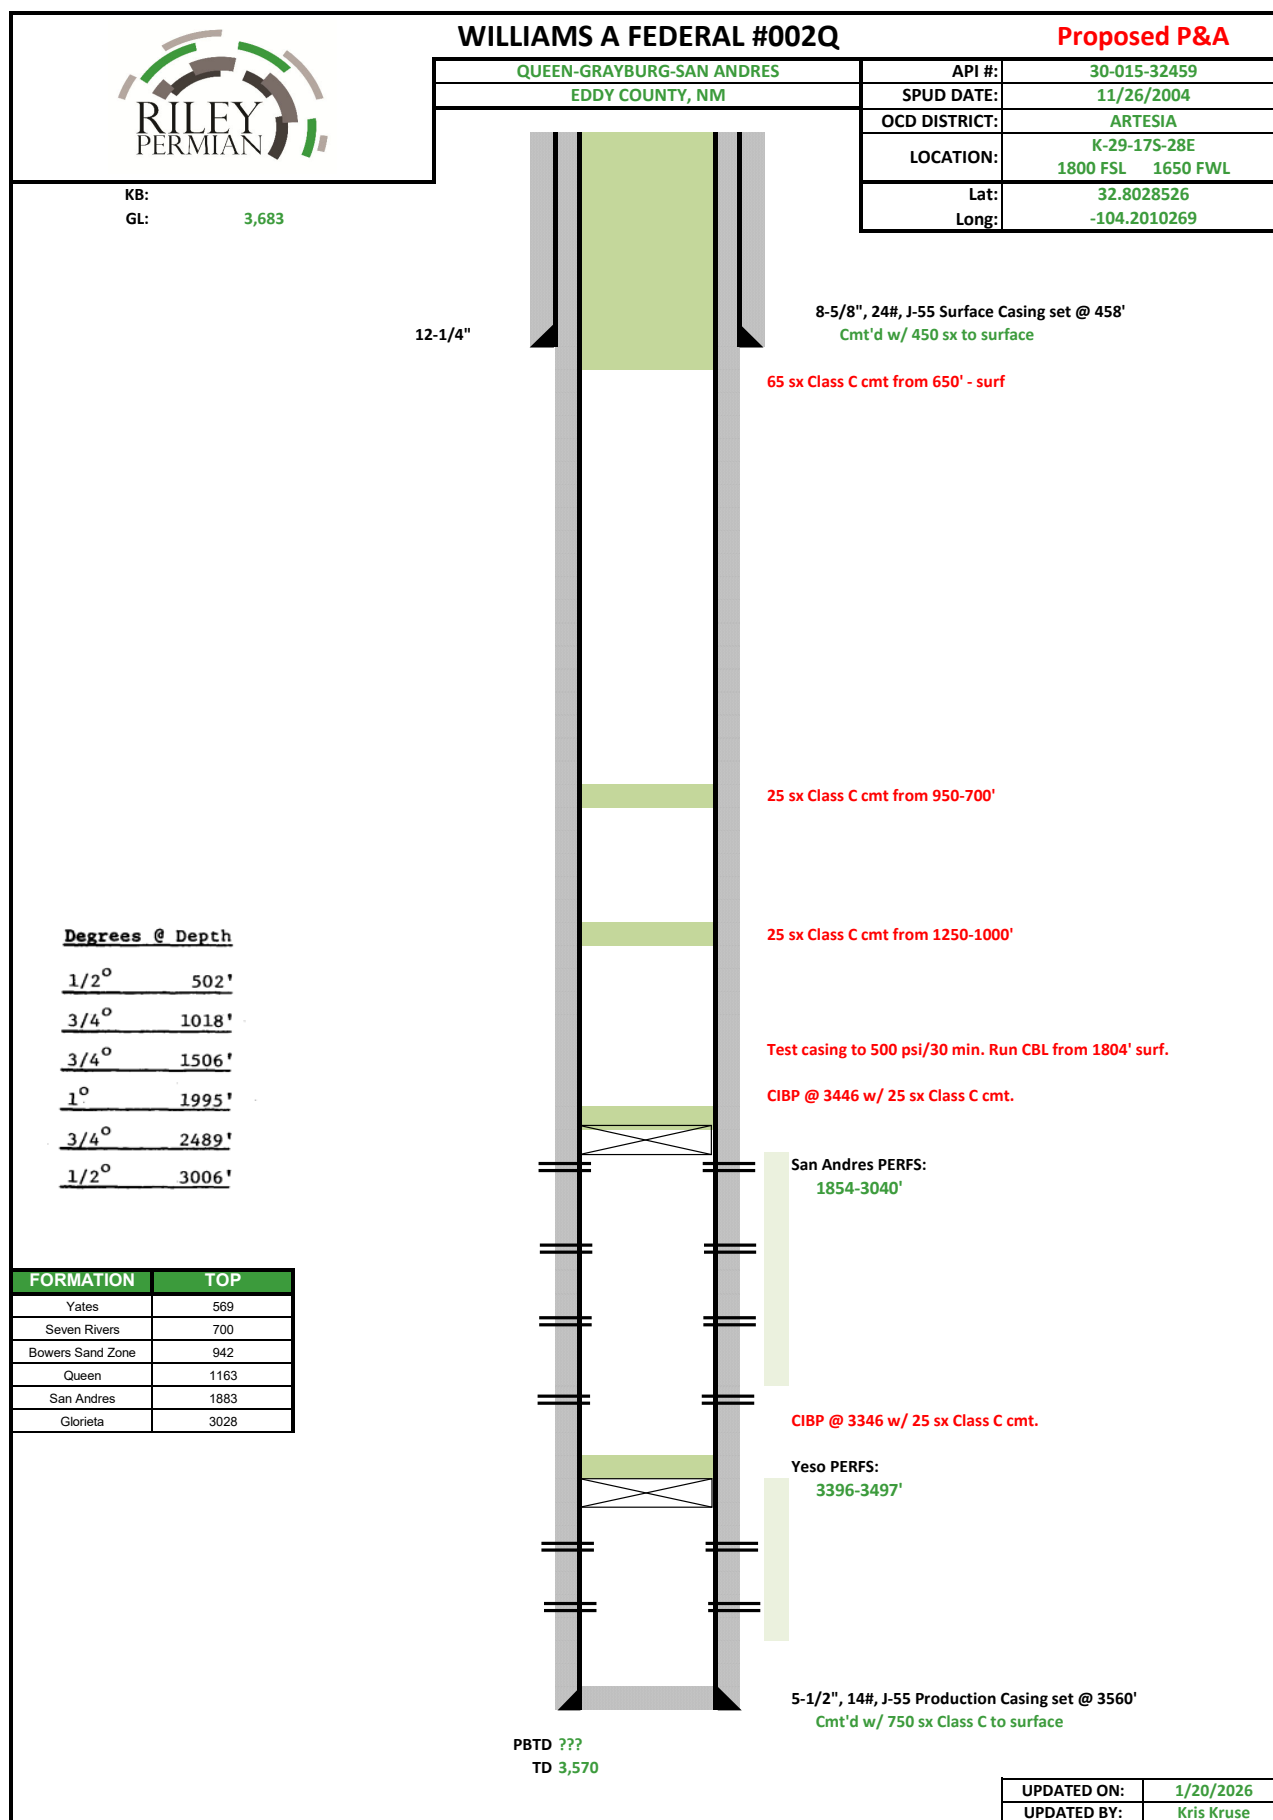 WILLIAMS A FEDERAL #002Q
Proposed P&A
RILEY
PERMIAN
QUEEN-GRAYBURG-SAN ANDRES
EDDY COUNTY, NM
API #: 30-015-32459
SPUD DATE: 11/26/2004
OCD DISTRICT: ARTESIA
LOCATION: K-29-17S-28E
1800 FSL 1650 FWL
Lat: 32.8028526
Long: -104.2010269
KB:
GL: 3,683
8-5/8", 24#, J-55 Surface Casing set @ 458'
12-1/4"
Cmt'd w/ 450 sx to surface
65 sx Class C cmt from 650' - surf
25 sx Class C cmt from 950-700'
25 sx Class C cmt from 1250-1000'
Degrees @ Depth
1/2° 502'
3/4° 1018'
3/4° 1506'
1° 1995'
3/4° 2489'
1/2° 3006'
Test casing to 500 psi/30 min. Run CBL from 1804' surf.
CIBP @ 3446 w/ 25 sx Class C cmt.
San Andres PERFS:
1854-3040'
FORMATION TOP
Yates 569
Seven Rivers 700
Bowers Sand Zone 942
Queen 1163
San Andres 1883
Glorieta 3028
CIBP @ 3346 w/ 25 sx Class C cmt.
Yeso PERFS:
3396-3497'
5-1/2", 14#, J-55 Production Casing set @ 3560'
Cmt'd w/ 750 sx Class C to surface
PBTD ???
TD 3,570
UPDATED ON: 1/20/2026
UPDATED BY: Kris Kruse